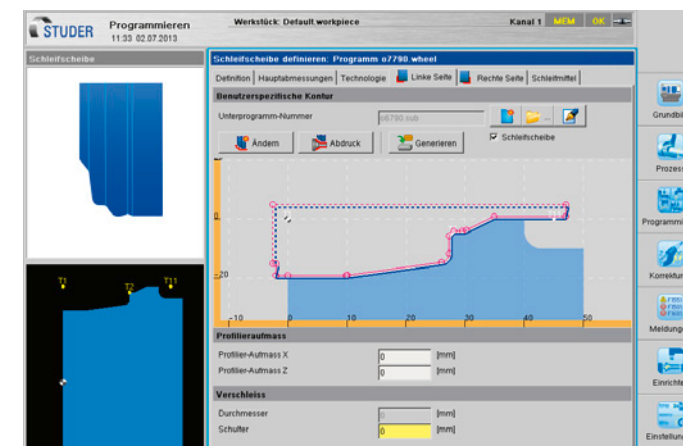 STUDER
Programmieren
11:33 02.07.2013
Werkstück: Default.workpiece
Kanal 1 MEM OK
Schleifscheibe
Schleifscheibe definieren: Programm o7790.wheel
Definition Hauptabmessungen Technologie Linke Seite Rechte Seite Schleifmittel
Benutzerspezifische Kontur
Unterprogramm-Nummer o6790.sub ...
Ändern Abdruck Generieren Schleifscheibe
0
-20
-10 0 10 20 30 40 50
T1 T2 T11
Profilieraufmass
Profilier-Aufmass X 0 [mm]
Profilier-Aufmass Z 0 [mm]
Verschleiss
Durchmesser 0 [mm]
Schulter 0 [mm]
Grundbil
Prozes
Programmi
Korrektur
Meldunge
Einrichte
Einstellun